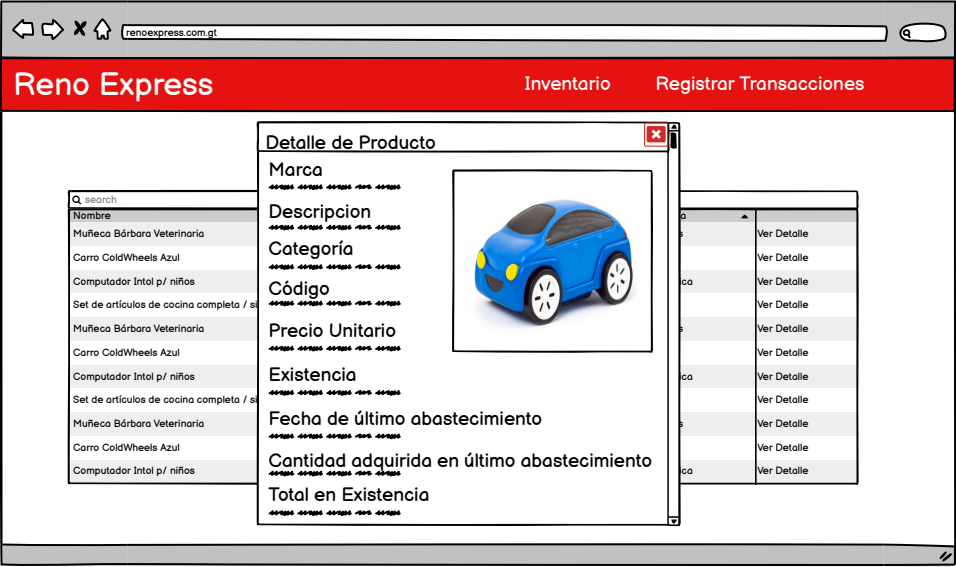 renoexpress.com.gt
Reno Express
Inventario
Registrar Transacciones
Detalle de Producto
Marca
Descripcion
Categoría
Código
Precio Unitario
Existencia
Fecha de último abastecimiento
Cantidad adquirida en último abastecimiento
Total en Existencia
search
Nombre
Muñeca Bárbara Veterinaria
Ver Detalle
Carro ColdWheels Azul
Ver Detalle
Computador Intol p/ niños
Ver Detalle
Set de artículos de cocina completa / si
Ver Detalle
Muñeca Bárbara Veterinaria
Ver Detalle
Carro ColdWheels Azul
Ver Detalle
Computador Intol p/ niños
Ver Detalle
Set de artículos de cocina completa / si
Ver Detalle
Muñeca Bárbara Veterinaria
Ver Detalle
Carro ColdWheels Azul
Ver Detalle
Computador Intol p/ niños
Ver Detalle